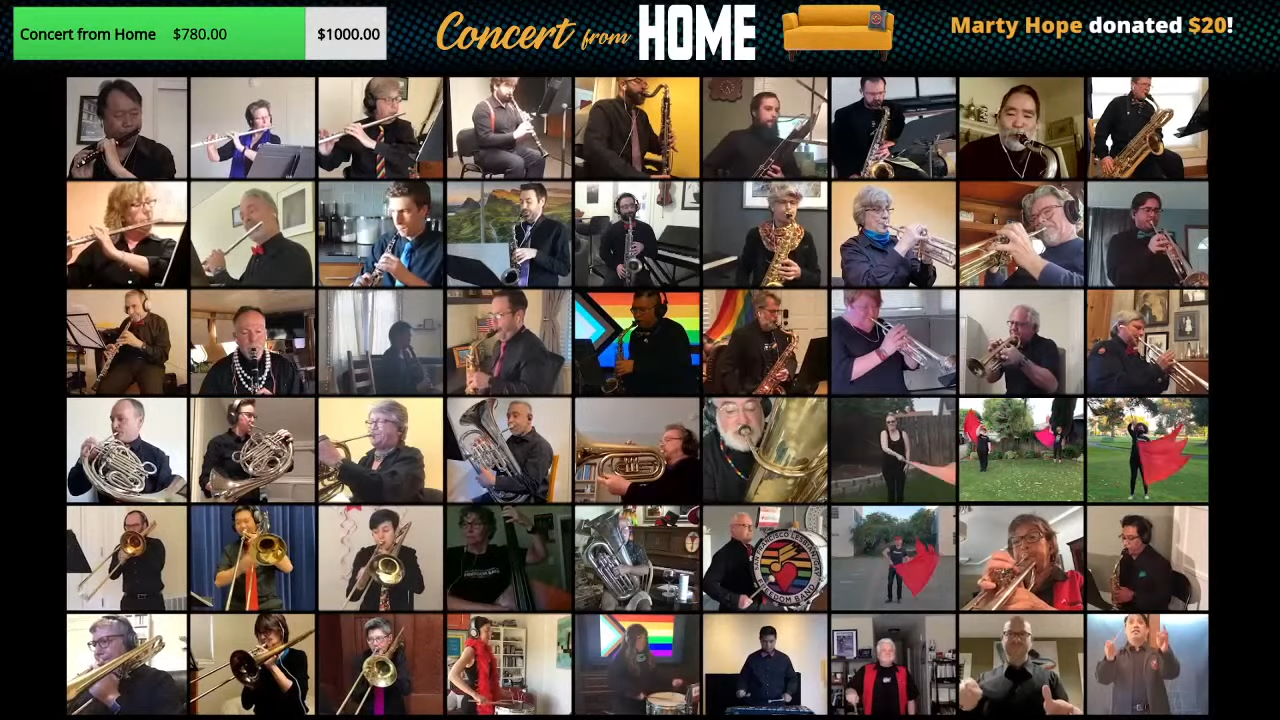 Concert from Home $780.00
$1000.00
Concert from HOME
Marty Hope donated $20!
SAN FRANCISCO LESBIAN/GAY
FREEDOM BAND